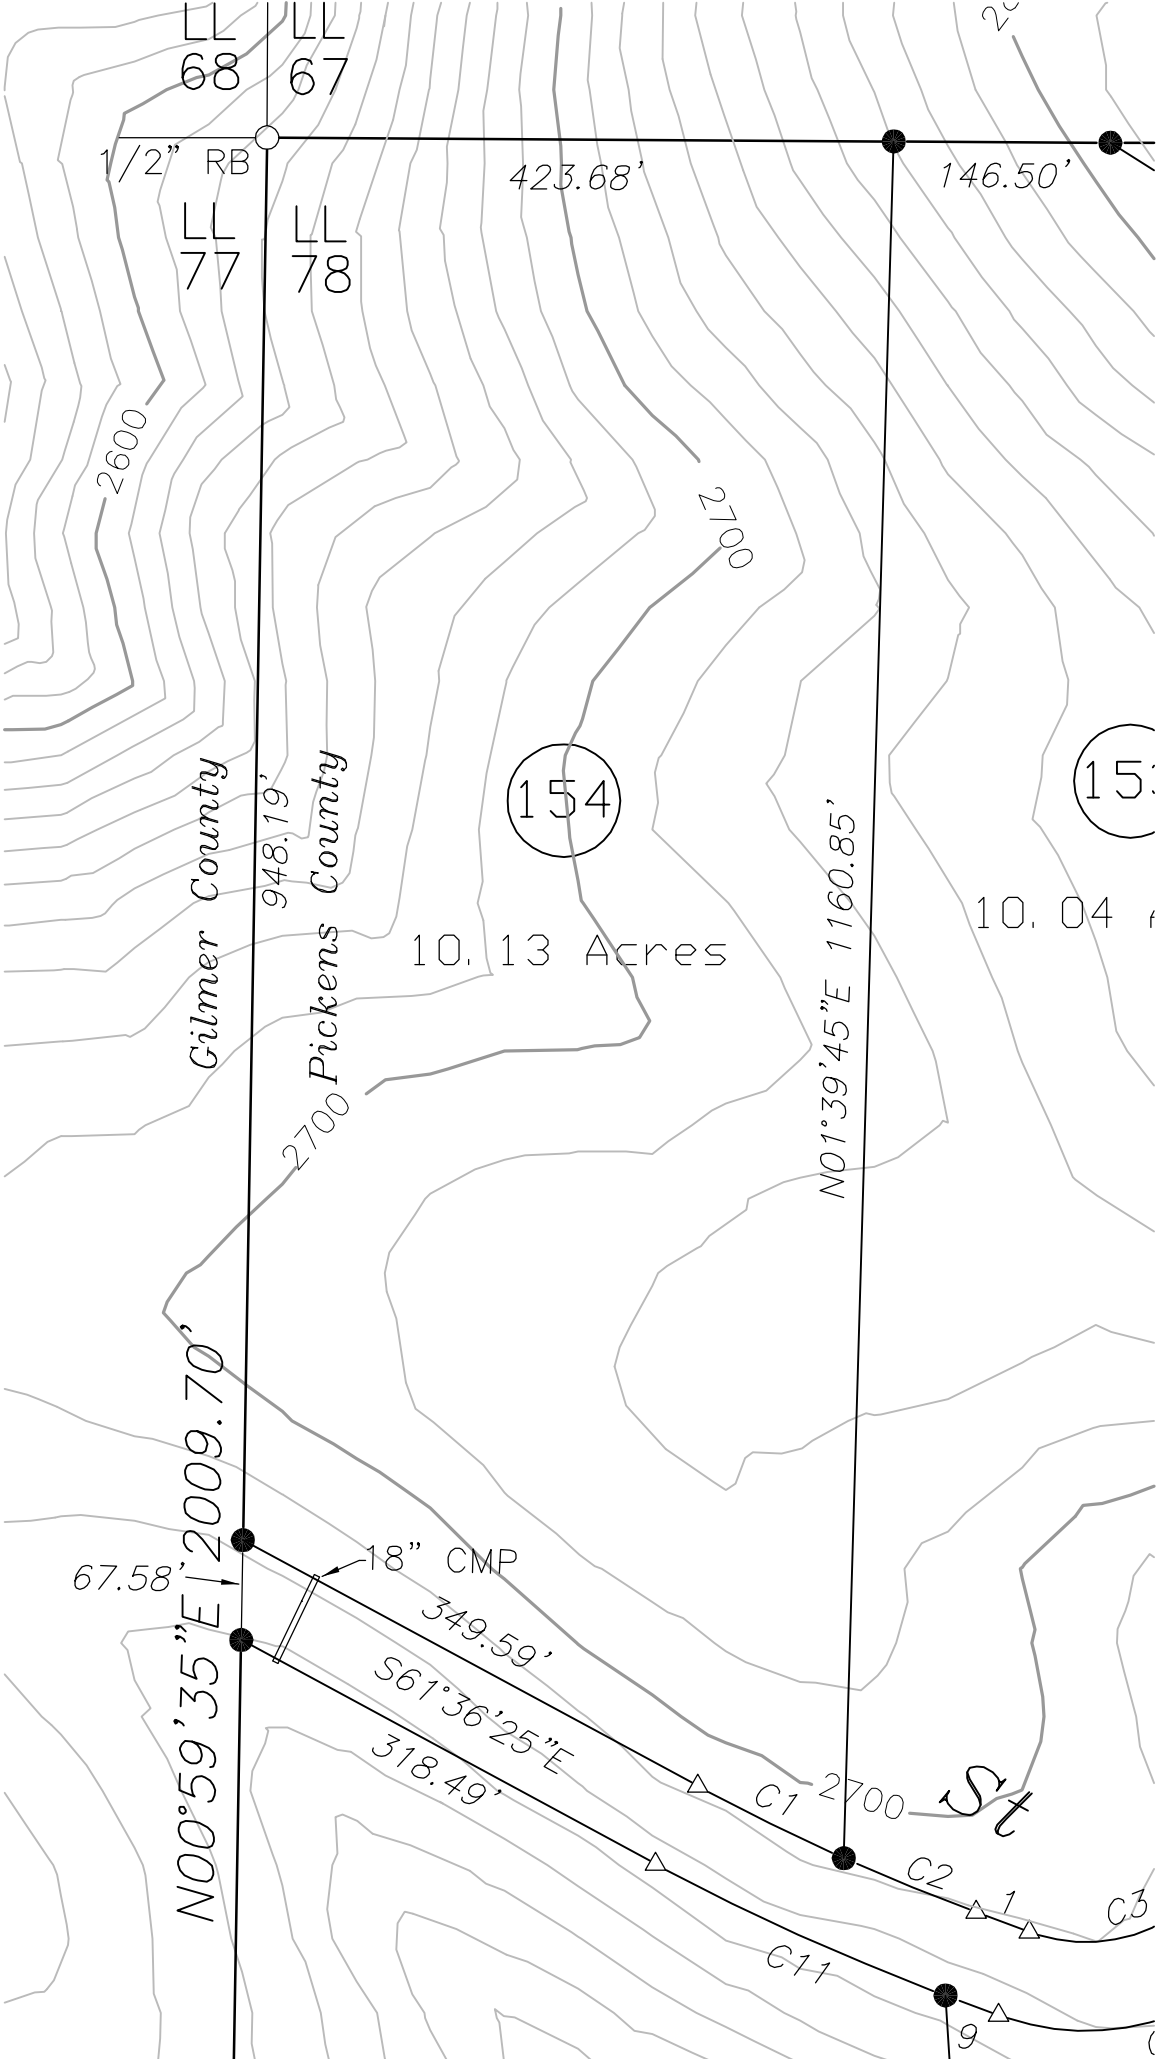 LL
68
LL
67
1/2” RB
423.68'
146.50'
LL
77
LL
78
2600
2700
154
10.13 Acres
10.04
Gilmer County
948.19'
Pickens County
N01°39'45”E 1160.85'
2700
N00°59'35”E 2009.70'
67.58'
18” CMP
349.59'
S61°36'25”E
318.49'
C1
2700
St
C2
1
C3
C11
9